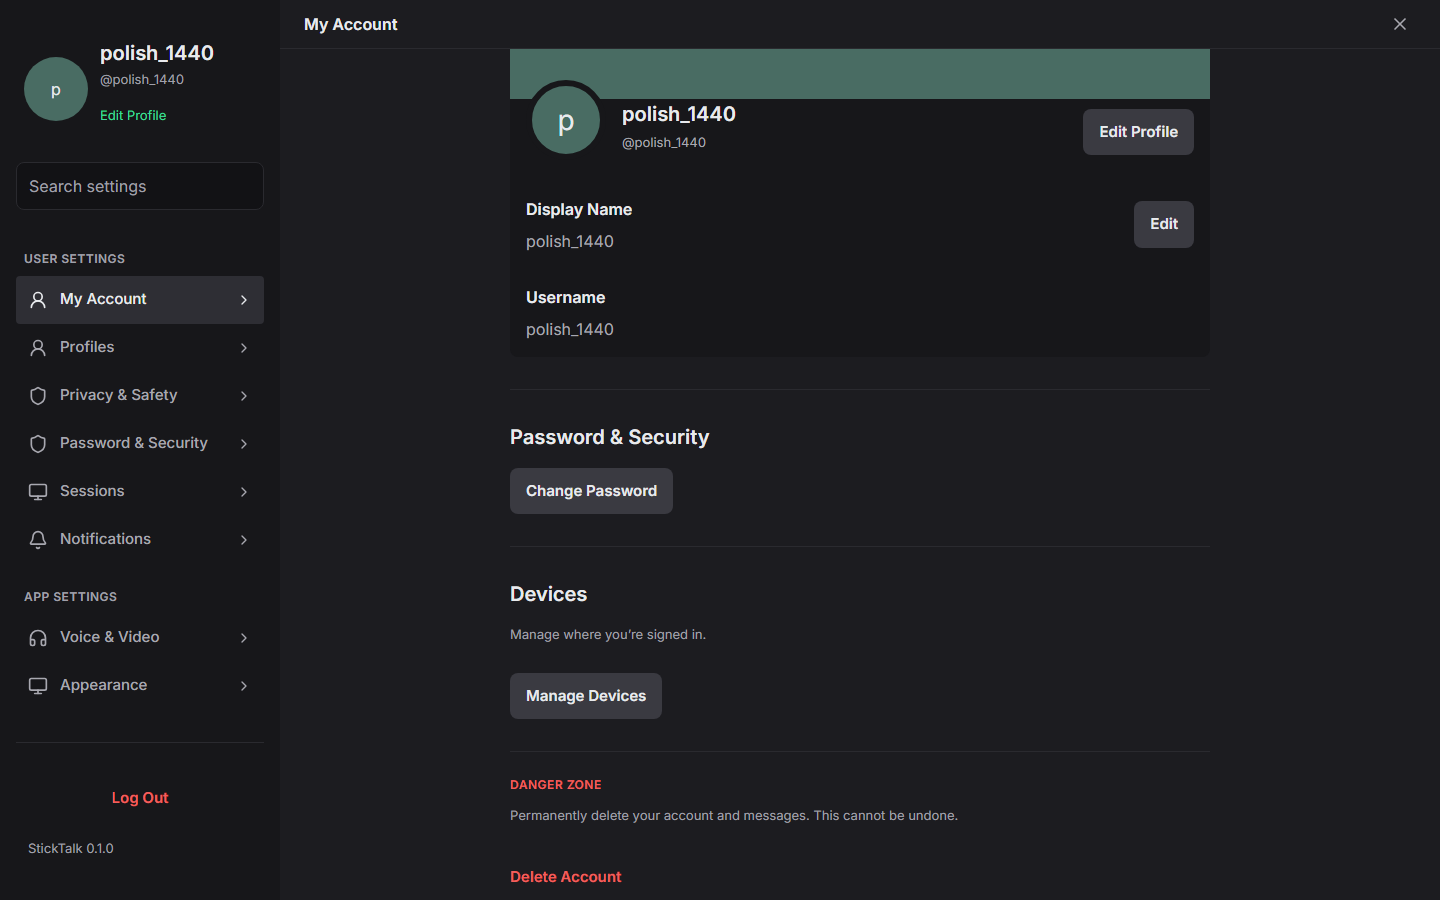 polish_1440
@polish_1440
Edit Profile
p
Search settings
USER SETTINGS
My Account
Profiles
Privacy & Safety
Password & Security
Sessions
Notifications
APP SETTINGS
Voice & Video
Appearance
Log Out
StickTalk 0.1.0
My Account
p
polish_1440
@polish_1440
Edit Profile
Display Name
polish_1440
Edit
Username
polish_1440
Password & Security
Change Password
Devices
Manage where you’re signed in.
Manage Devices
DANGER ZONE
Permanently delete your account and messages. This cannot be undone.
Delete Account